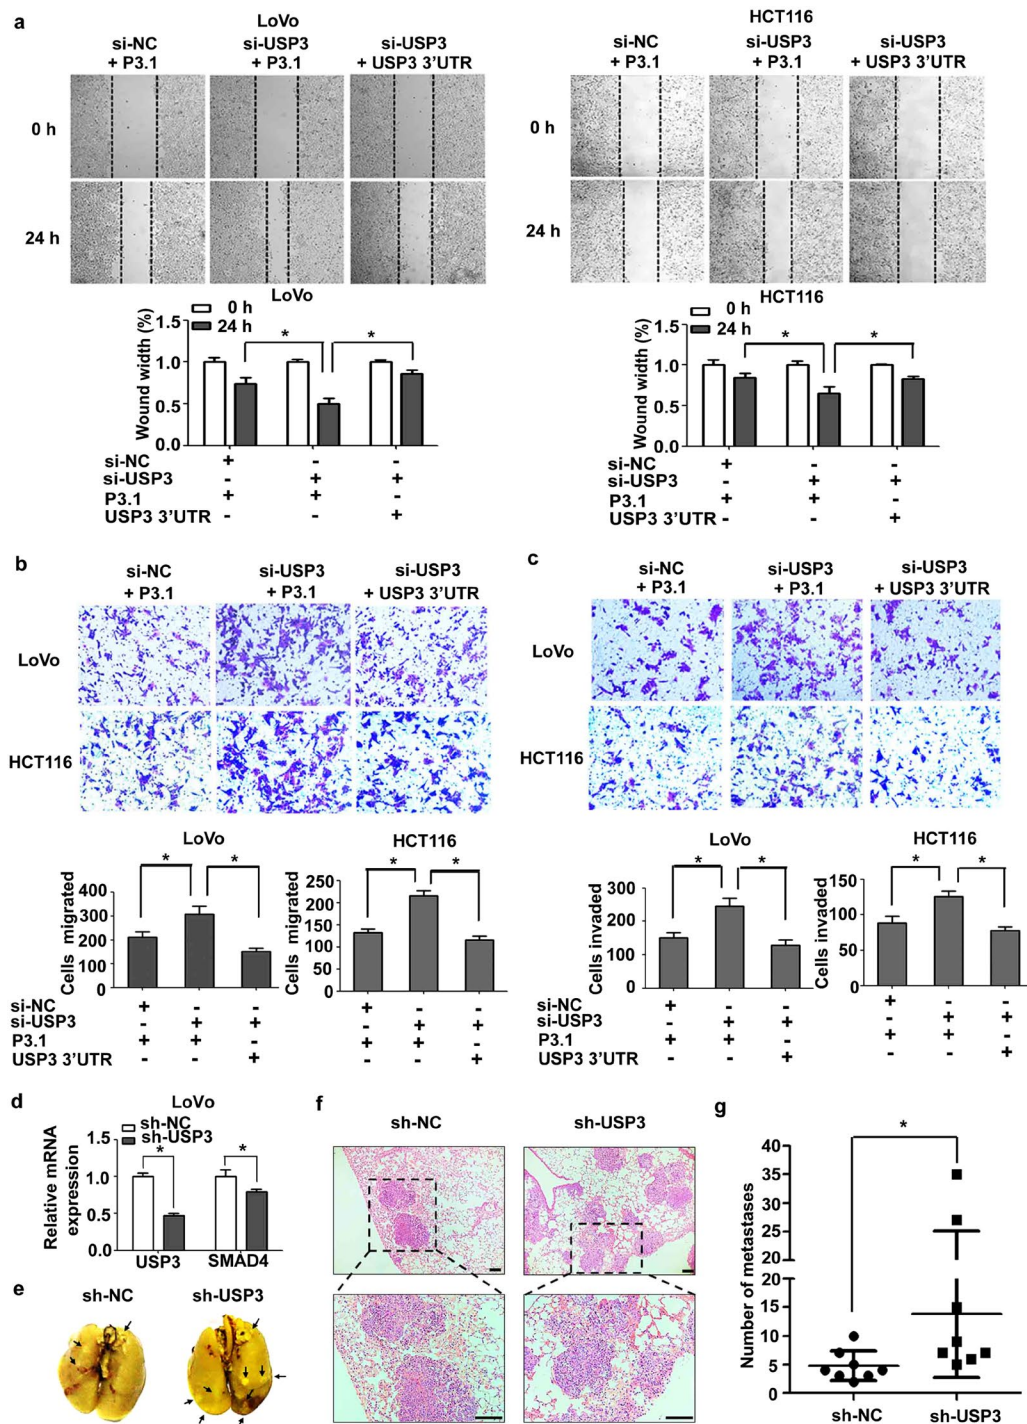 a
LoVo
si-NC + P3.1
si-USP3 + P3.1
si-USP3 + USP3 3'UTR
0 h
24 h
LoVo
0 h
24 h
Wound width (%)
1.5
1.0
0.5
0.0
* *
si-NC + - -
si-USP3 - + +
P3.1 + + -
USP3 3'UTR - - +
HCT116
si-NC + P3.1
si-USP3 + P3.1
si-USP3 + USP3 3'UTR
0 h
24 h
HCT116
0 h
24 h
Wound width (%)
1.5
1.0
0.5
0.0
* *
si-NC + - -
si-USP3 - + +
P3.1 + + -
USP3 3'UTR - - +
b
si-NC + P3.1
si-USP3 + P3.1
si-USP3 + USP3 3'UTR
LoVo
HCT116
LoVo
Cells migrated
400
300
200
100
0
* *
HCT116
Cells migrated
250
200
150
100
50
0
* *
si-NC + - - + - -
si-USP3 - + + - + +
P3.1 + + - + + -
USP3 3'UTR - - + - - +
c
si-NC + P3.1
si-USP3 + P3.1
si-USP3 + USP3 3'UTR
LoVo
HCT116
LoVo
Cells invaded
300
200
100
0
* *
HCT116
Cells invaded
150
100
50
0
* *
si-NC + - - + - -
si-USP3 - + + - + +
P3.1 + + - + + -
USP3 3'UTR - - + - - +
d
LoVo
sh-NC
sh-USP3
Relative mRNA expression
1.5
1.0
0.5
0.0
* *
USP3 SMAD4
e
sh-NC sh-USP3
f
sh-NC sh-USP3
g
*
Number of metastases
40
35
30
25
20
15
10
5
0
sh-NC sh-USP3